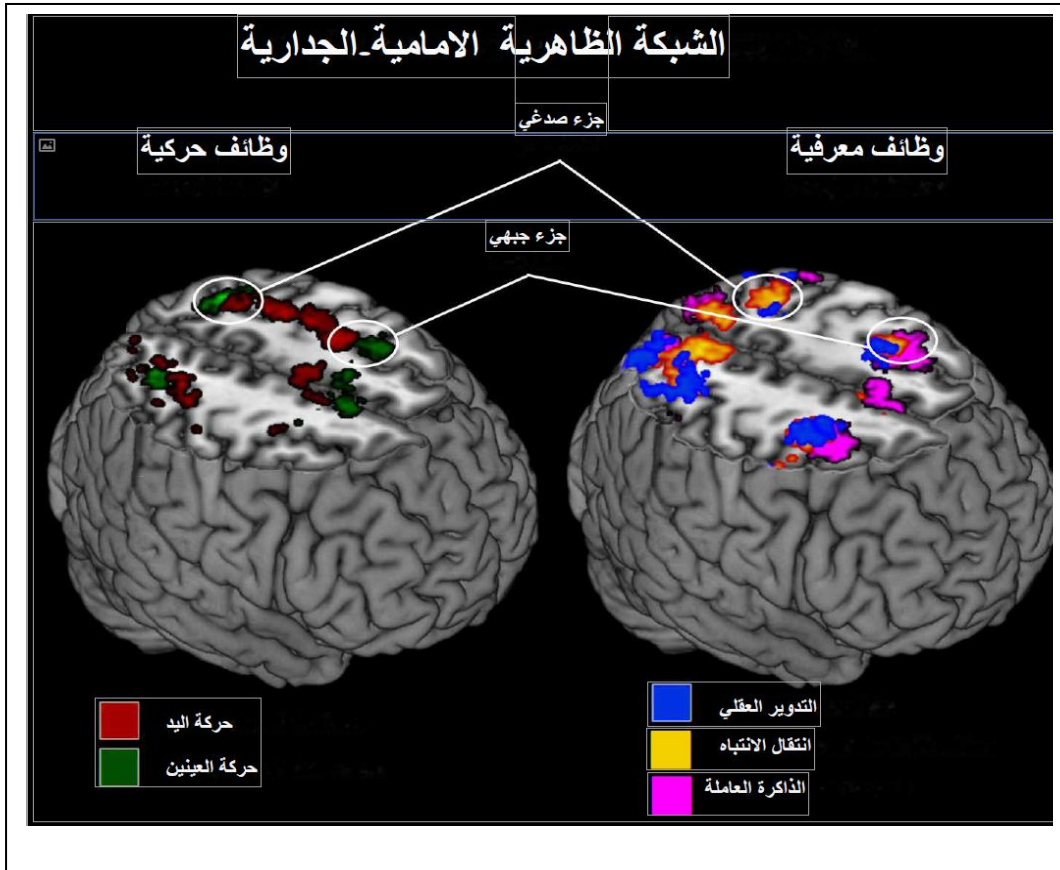 الشبكة الظاهرية الامامية-الجدارية
جزء صدغي
وظائف معرفية
وظائف حركية
جزء جبهي
التدوير العقلي
انتقال الانتباه
الذاكرة العاملة
حركة اليد
حركة العينين